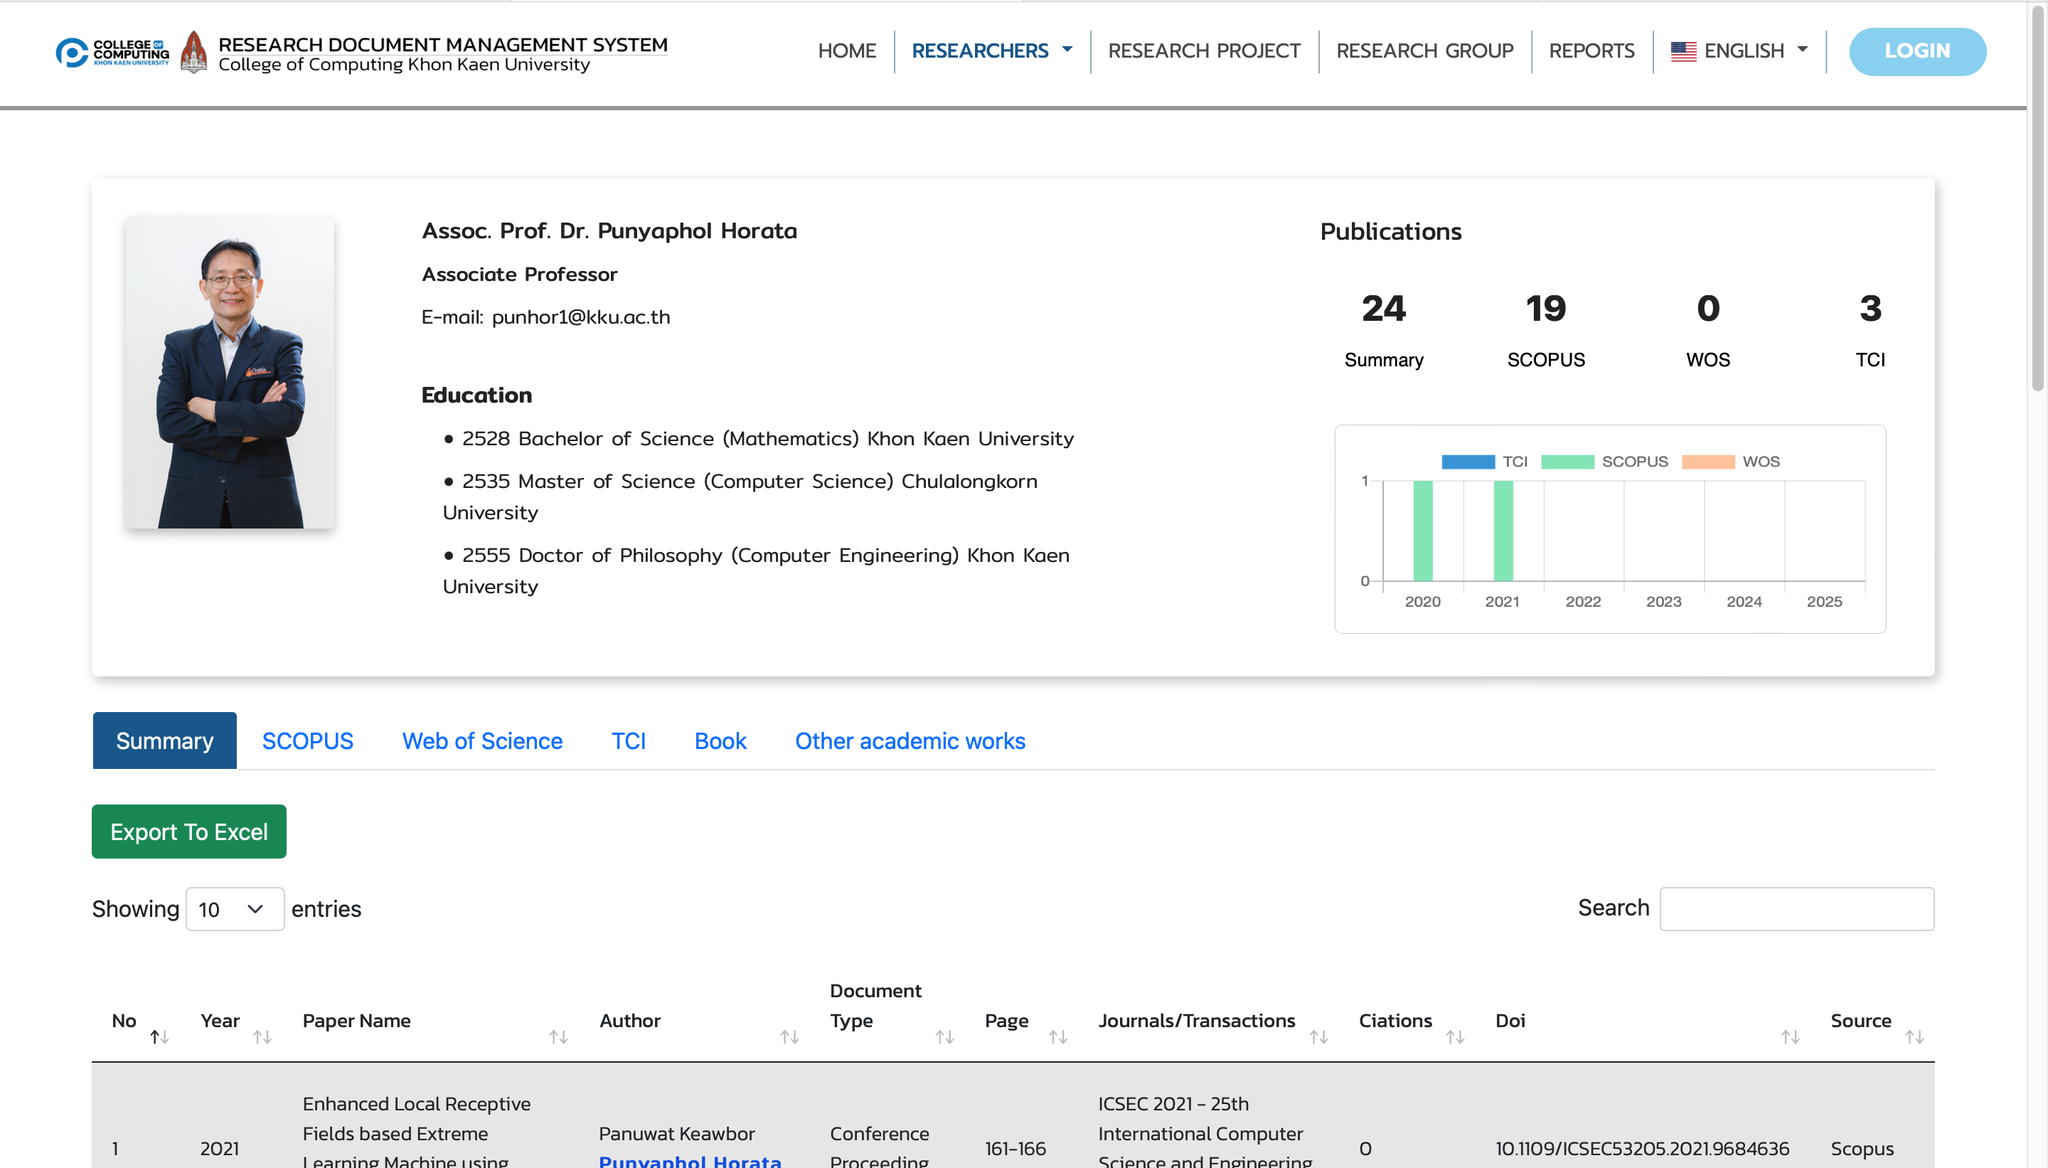 COLLEGE OF
COMPUTING
KHON KAEN UNIVERSITY
RESEARCH DOCUMENT MANAGEMENT SYSTEM
College of Computing Khon Kaen University
HOME
RESEARCHERS
RESEARCH PROJECT
RESEARCH GROUP
REPORTS
ENGLISH
LOGIN
Assoc. Prof. Dr. Punyaphol Horata
Associate Professor
E-mail: punhor1@kku.ac.th
Education
• 2528 Bachelor of Science (Mathematics) Khon Kaen University
• 2535 Master of Science (Computer Science) Chulalongkorn
University
• 2555 Doctor of Philosophy (Computer Engineering) Khon Kaen
University
Publications
24 19 0 3
Summary SCOPUS WOS TCI
TCI SCOPUS WOS
1
0
2020 2021 2022 2023 2024 2025
Summary SCOPUS Web of Science TCI Book Other academic works
Export To Excel
Showing 10 entries
Search
No Year Paper Name Author Document Type Page Journals/Transactions Ciations Doi Source
1
2021
Enhanced Local Receptive
Fields based Extreme
Learning Machine using
Panuwat Keawbor
Punyaphol Horata
Conference
Proceeding
161-166
ICSEC 2021 - 25th
International Computer
Science and Engineering
0
10.1109/ICSEC53205.2021.9684636
Scopus